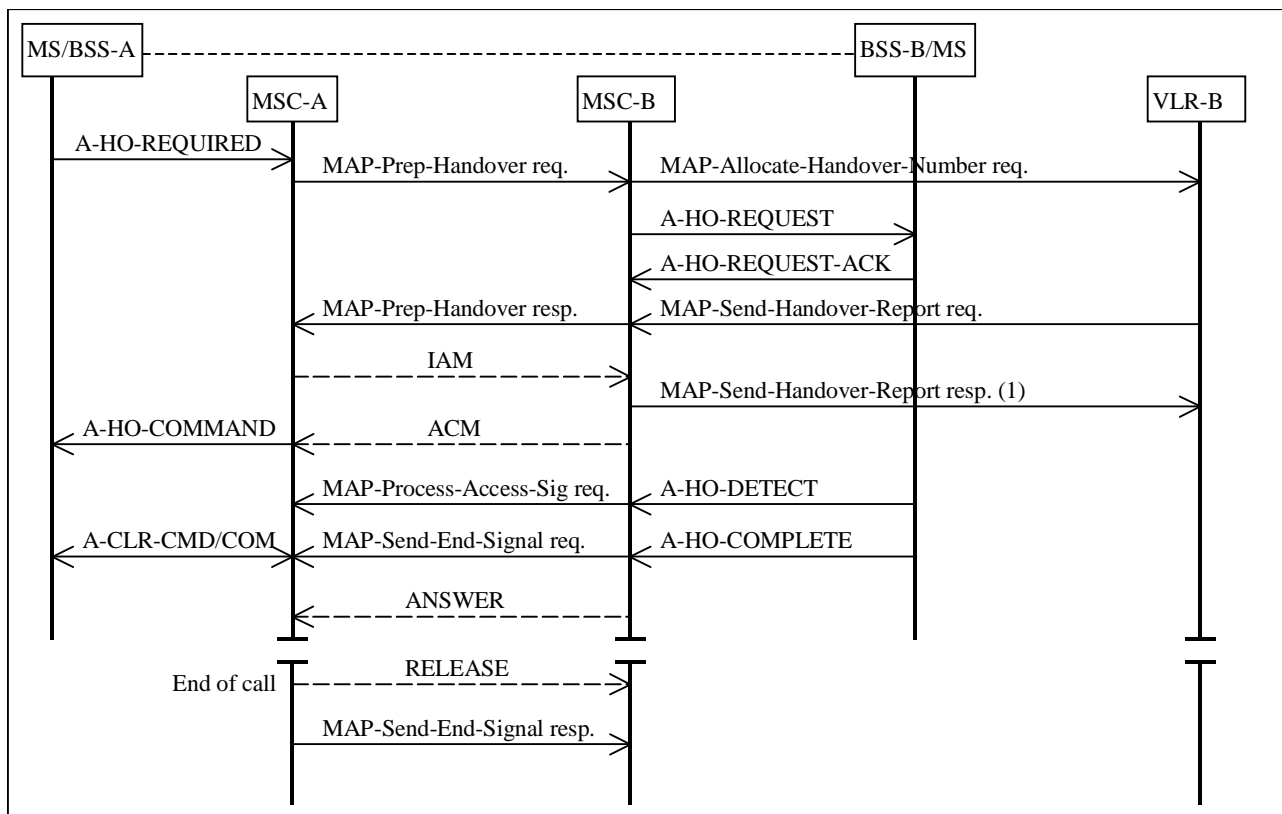 MS/BSS-A
BSS-B/MS
MSC-A
MSC-B
VLR-B
A-HO-REQUIRED
MAP-Prep-Handover req.
MAP-Allocate-Handover-Number req.
A-HO-REQUEST
A-HO-REQUEST-ACK
MAP-Prep-Handover resp.
MAP-Send-Handover-Report req.
IAM
MAP-Send-Handover-Report resp. (1)
A-HO-COMMAND
ACM
MAP-Process-Access-Sig req.
A-HO-DETECT
A-CLR-CMD/COM
MAP-Send-End-Signal req.
A-HO-COMPLETE
ANSWER
RELEASE
End of call
MAP-Send-End-Signal resp.